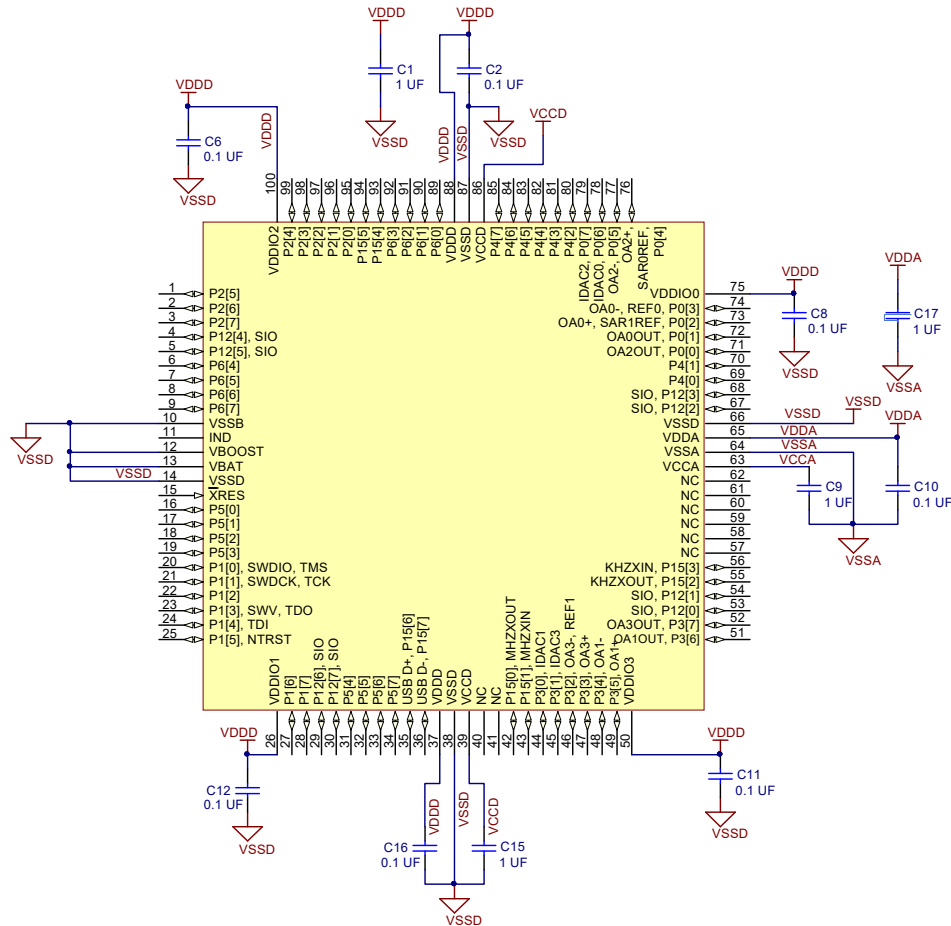 VDDD
C1
1 UF
VSSD
VDDD
C2
0.1 UF
VSSD
VDDD
VSSD
VCCD
VDDD
C6
0.1 UF
VSSD
VDDD
100 VDDIO2
99 P2[4]
98 P2[3]
97 P2[2]
96 P2[1]
95 P2[0]
94 P15[5]
93 P15[4]
92 P6[3]
91 P6[2]
90 P6[1]
89 P6[0]
88 VDDD
87 VSSD
86 VCCD
85 P4[7]
84 P4[6]
83 P4[5]
82 P4[4]
81 P4[3]
80 P4[2]
79 IDAC2, P0[7]
78 IDAC0, P0[6]
77 OA2-, P0[5]
76 OA2+,
SAR0REF,
P0[4]
1 P2[5]
2 P2[6]
3 P2[7]
4 P12[4], SIO
5 P12[5], SIO
6 P6[4]
7 P6[5]
8 P6[6]
9 P6[7]
10 VSSB
11 IND
12 VBOOST
13 VBAT
14 VSSD
15 XRES
16 P5[0]
17 P5[1]
18 P5[2]
19 P5[3]
20 P1[0], SWDIO, TMS
21 P1[1], SWDCK, TCK
22 P1[2]
23 P1[3], SWV, TDO
24 P1[4], TDI
25 P1[5], NTRST
VSSD
VSSD
VDDIO0 75
OA0-, REF0, P0[3] 74
OA0+, SAR1REF, P0[2] 73
OA0OUT, P0[1] 72
OA2OUT, P0[0] 71
P4[1] 70
P4[0] 69
SIO, P12[3] 68
SIO, P12[2] 67
VSSD 66
VDDA 65
VSSA 64
VCCA 63
NC 62
NC 61
NC 60
NC 59
NC 58
NC 57
KHZXIN, P15[3] 56
KHZXOUT, P15[2] 55
SIO, P12[1] 54
SIO, P12[0] 53
OA3OUT, P3[7] 52
OA1OUT, P3[6] 51
VDDD
C8
0.1 UF
VSSD
VDDA
C17
1 UF
VSSA
VSSD
VSSD
VDDA
VDDA
VSSA
VCCA
C9
1 UF
C10
0.1 UF
VSSA
VDDIO1 26
P1[6] 27
P1[7] 28
P12[6], SIO 29
P12[7], SIO 30
P5[4] 31
P5[5] 32
P5[6] 33
P5[7] 34
USB D+, P15[6] 35
USB D-, P15[7] 36
VDDD 37
VSSD 38
VCCD 39
NC 40
NC 41
P15[0], MHZXOUT 42
P15[1], MHZXIN 43
P3[0], IDAC1 44
P3[1], IDAC3 45
P3[2], OA3-, REF1 46
P3[3], OA3+ 47
P3[4], OA1- 48
P3[5], OA1+ 49
VDDIO3 50
VDDD
C12
0.1 UF
VSSD
VDDD
VSSD
VCCD
C16
0.1 UF
C15
1 UF
VSSD
VDDD
C11
0.1 UF
VSSD